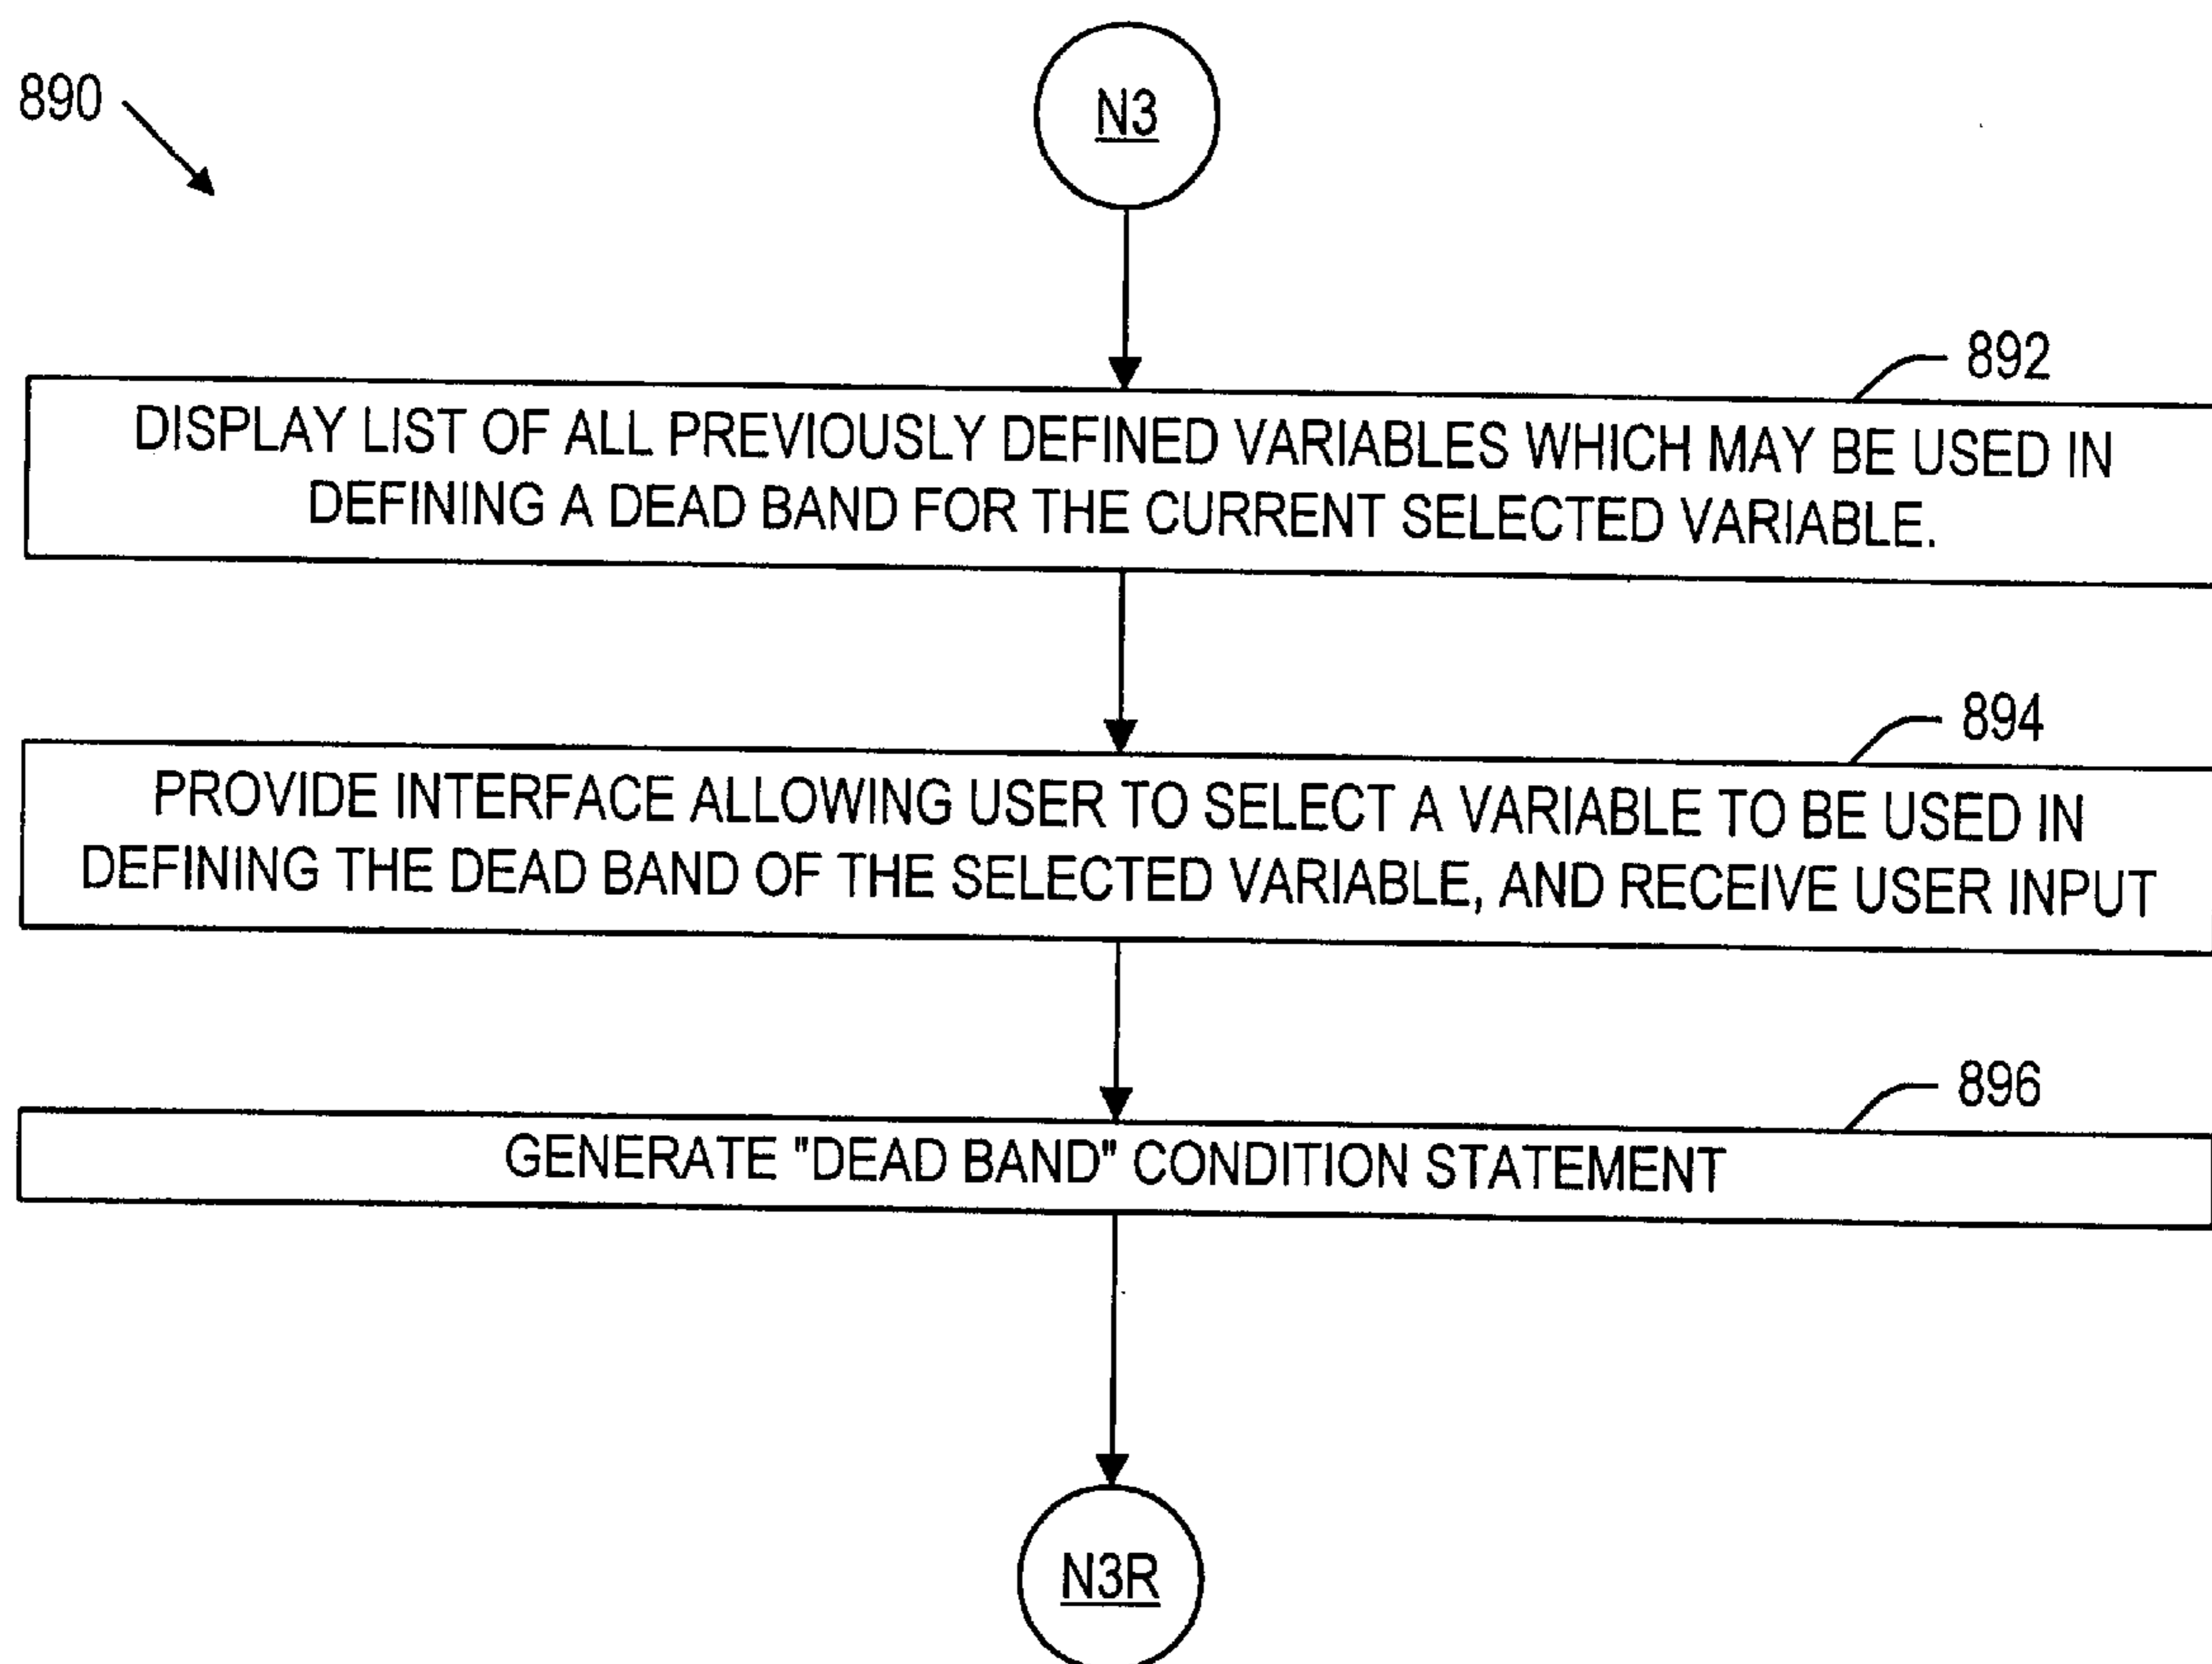 890
N3
892
DISPLAY LIST OF ALL PREVIOUSLY DEFINED VARIABLES WHICH MAY BE USED IN
DEFINING A DEAD BAND FOR THE CURRENT SELECTED VARIABLE.
894
PROVIDE INTERFACE ALLOWING USER TO SELECT A VARIABLE TO BE USED IN
DEFINING THE DEAD BAND OF THE SELECTED VARIABLE, AND RECEIVE USER INPUT
896
GENERATE "DEAD BAND" CONDITION STATEMENT
N3R